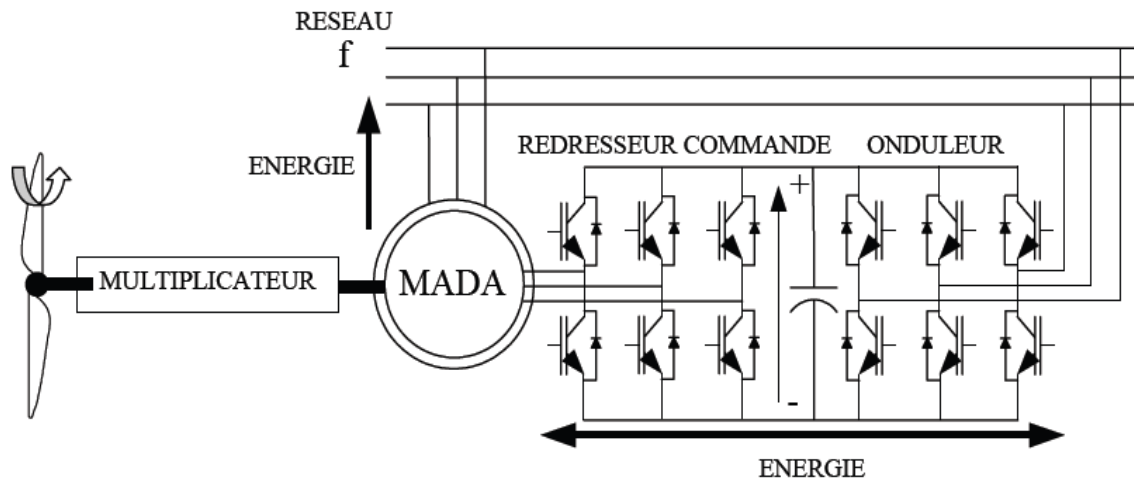 RESEAU
f
ENERGIE
REDRESSEUR COMMANDE
ONDULEUR
+
MULTIPLICATEUR
MADA
-
ENERGIE